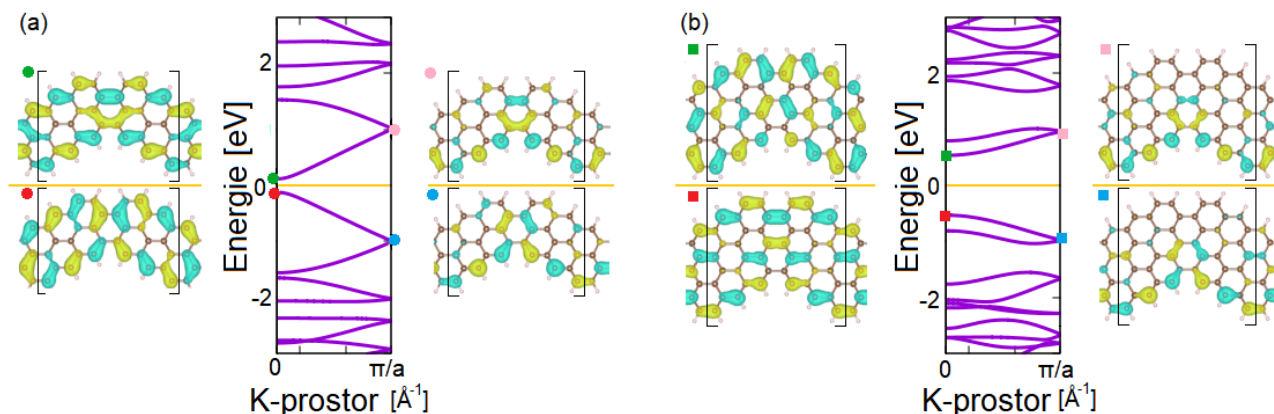 (a)
Energie [eV]
2
0
-2
0
π/a
K-prostor [Å⁻¹]
(b)
Energie [eV]
2
0
-2
0
π/a
K-prostor [Å⁻¹]